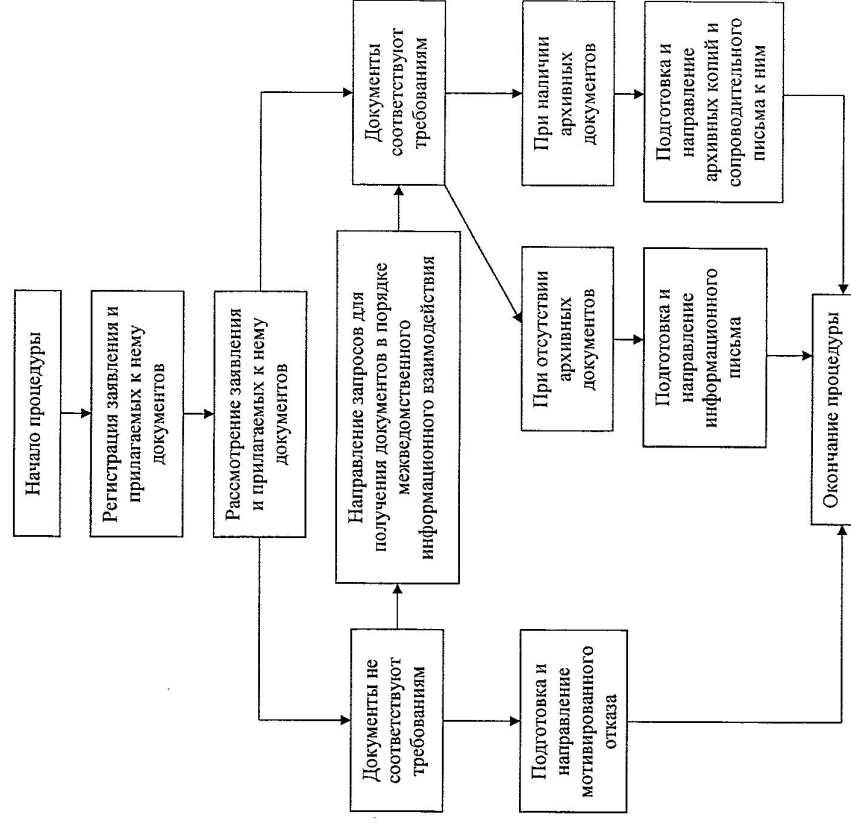 Начало процедуры
Регистрация заявления и
прилагаемых к нему
документов
Рассмотрение заявления
и прилагаемых к нему
документов
Документы не
соответствуют
требованиям
Направление запросов для
получения документов в порядке
межведомственного
информационного взаимодействия
Документы
соответствуют
требованиям
Подготовка и
направление
мотивированного
отказа
При отсутствии
архивных
документов
При наличии
архивных
документов
Подготовка и
направление
информационного
письма
Подготовка и
направление
архивных копий и
сопроводительного
письма к ним
Окончание процедуры